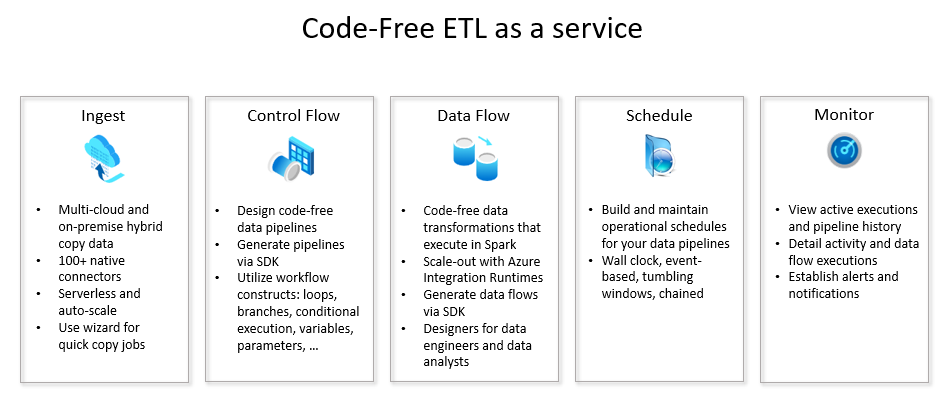 Code-Free ETL as a service
Ingest
• Multi-cloud and
on-premise hybrid
copy data
• 100+ native
connectors
• Serverless and
auto-scale
• Use wizard for
quick copy jobs
Control Flow
• Design code-free
data pipelines
• Generate pipelines
via SDK
• Utilize workflow
constructs: loops,
branches, conditional
execution, variables,
parameters, …
Data Flow
• Code-free data
transformations that
execute in Spark
• Scale-out with Azure
Integration Runtimes
• Generate data flows
via SDK
• Designers for data
engineers and data
analysts
Schedule
• Build and maintain
operational schedules
for your data pipelines
• Wall clock, event-
based, tumbling
windows, chained
Monitor
• View active executions
and pipeline history
• Detail activity and data
flow executions
• Establish alerts and
notifications